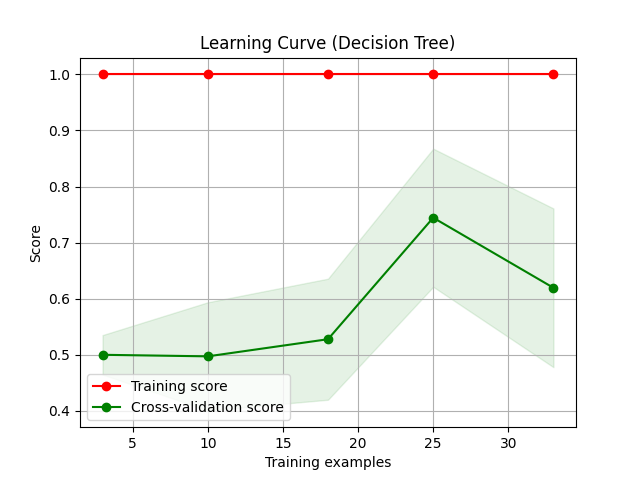 Learning Curve (Decision Tree)
1.0
0.9
0.8
0.7
0.6
0.5
0.4
Score
Training score
Cross-validation score
5
10
15
20
25
30
Training examples